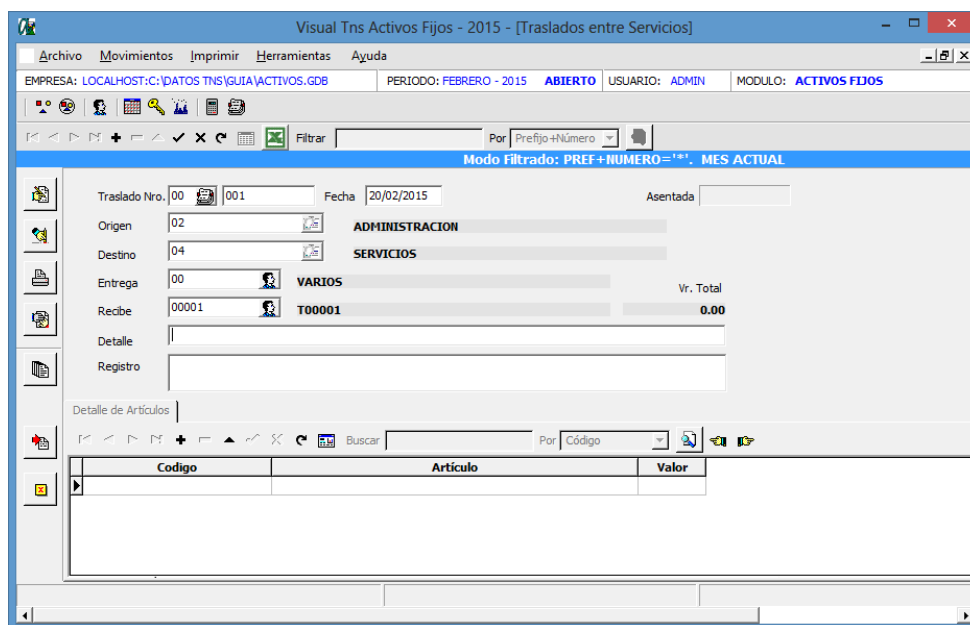 Visual Tns Activos Fijos - 2015 - [Traslados entre Servicios]
Archivo Movimientos Imprimir Herramientas Ayuda
EMPRESA: LOCALHOST:C:\DATOS TNS\GUIA\ACTIVOS.GDB PERIODO: FEBRERO - 2015 ABIERTO USUARIO: ADMIN MODULO: ACTIVOS FIJOS
Filtrar Por Prefijo+Número
Modo Filtrado: PREF+NUMERO='*'. MES ACTUAL
Traslado Nro. 00 001 Fecha 20/02/2015 Asentada
Origen 02 ADMINISTRACION
Destino 04 SERVICIOS
Entrega 00 VARIOS Vr. Total
Recibe 00001 T00001 0.00
Detalle
Registro
Detalle de Artículos
Buscar Por Código
Codigo Artículo Valor